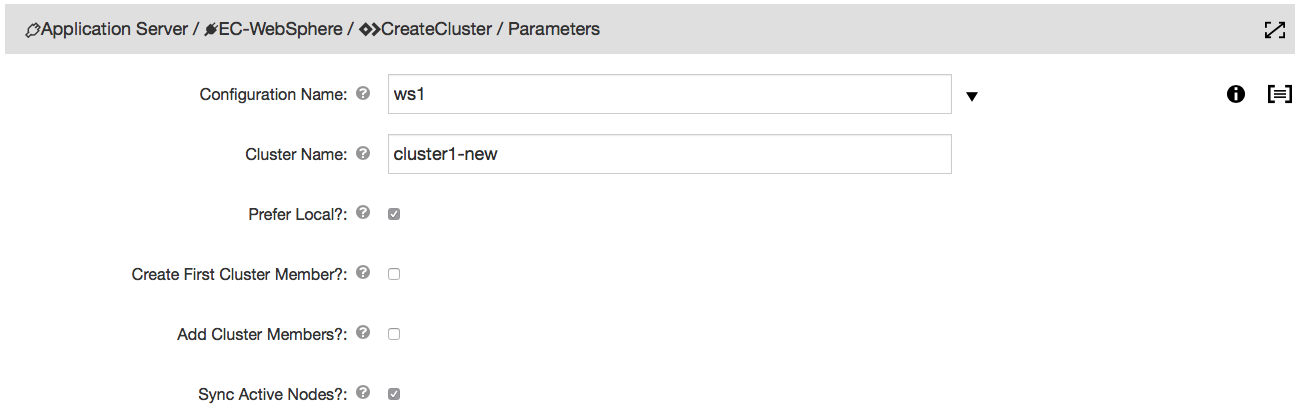 Application Server / EC-WebSphere / CreateCluster / Parameters
Configuration Name: ws1
Cluster Name: cluster1-new
Prefer Local?:
Create First Cluster Member?:
Add Cluster Members?:
Sync Active Nodes?: